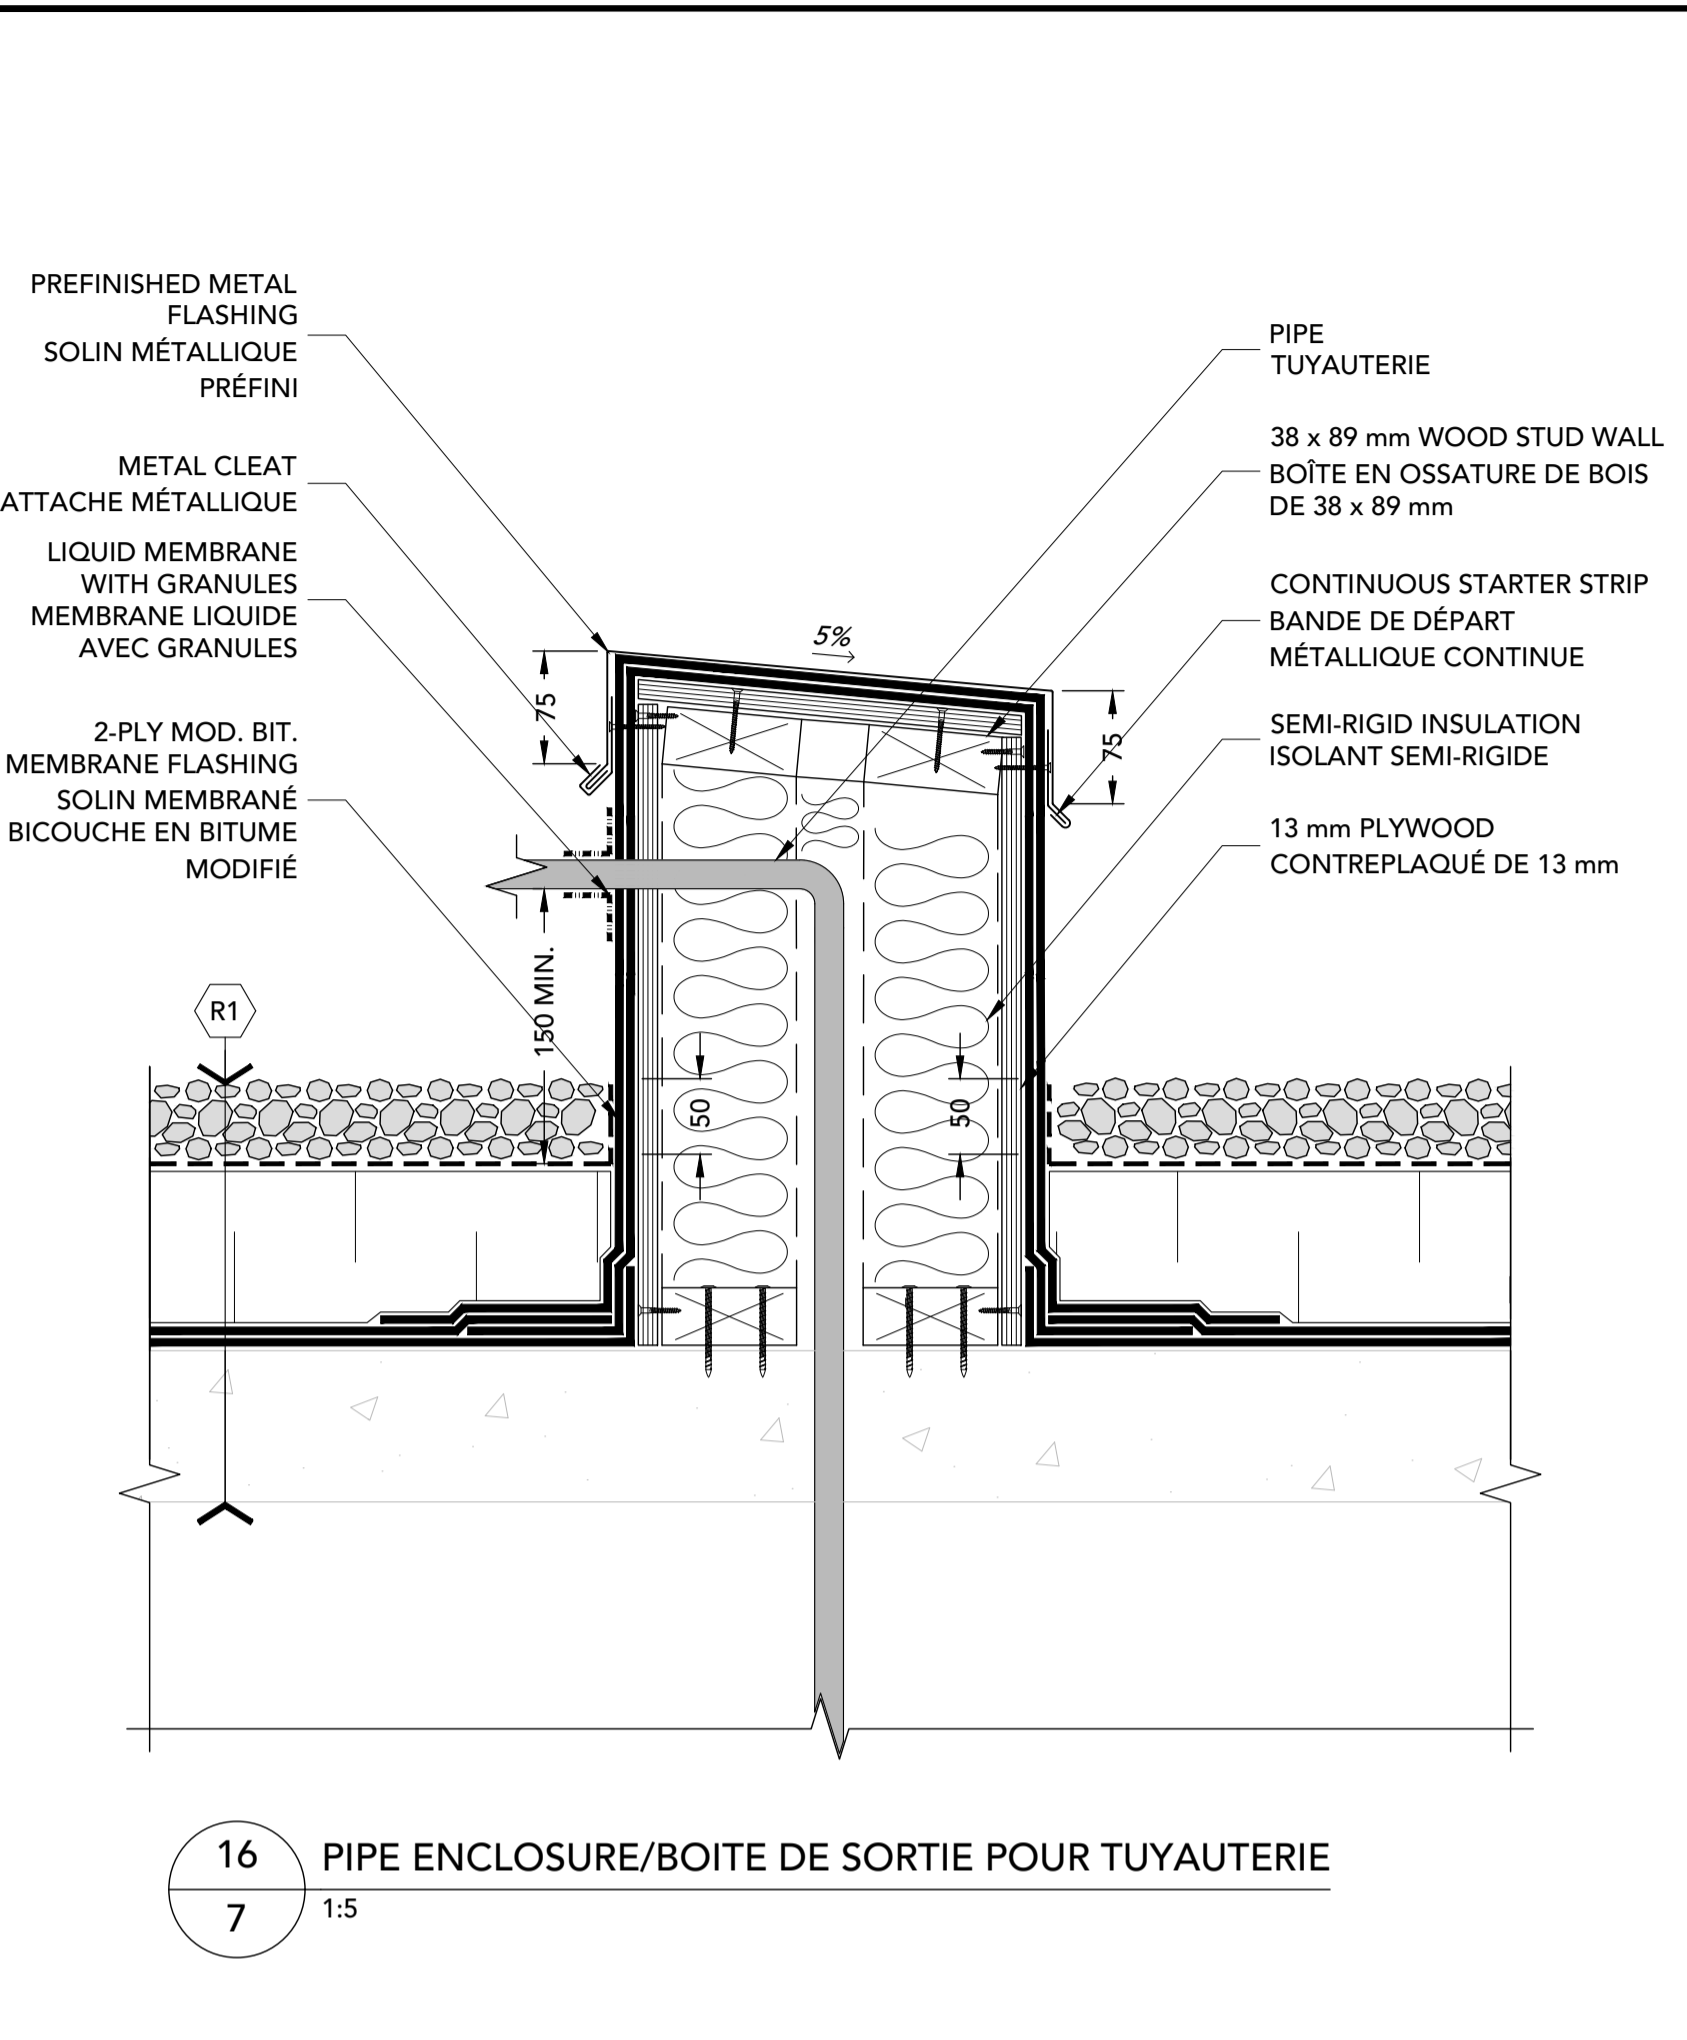 PREFINISHED METAL
FLASHING
SOLIN MÉTALLIQUE
PRÉFINI
METAL CLEAT
ATTACHE MÉTALLIQUE
LIQUID MEMBRANE
WITH GRANULES
MEMBRANE LIQUIDE
AVEC GRANULES
2-PLY MOD. BIT.
MEMBRANE FLASHING
SOLIN MEMBRANÉ
BICOUCHE EN BITUME
MODIFIÉ
PIPE
TUYAUTERIE
38 x 89 mm WOOD STUD WALL
BOÎTE EN OSSATURE DE BOIS
DE 38 x 89 mm
CONTINUOUS STARTER STRIP
BANDE DE DÉPART
MÉTALLIQUE CONTINUE
SEMI-RIGID INSULATION
ISOLANT SEMI-RIGIDE
13 mm PLYWOOD
CONTREPLAQUÉ DE 13 mm
5%
75
75
150 MIN.
R1
50
50
16
7
PIPE ENCLOSURE/BOITE DE SORTIE POUR TUYAUTERIE
1:5